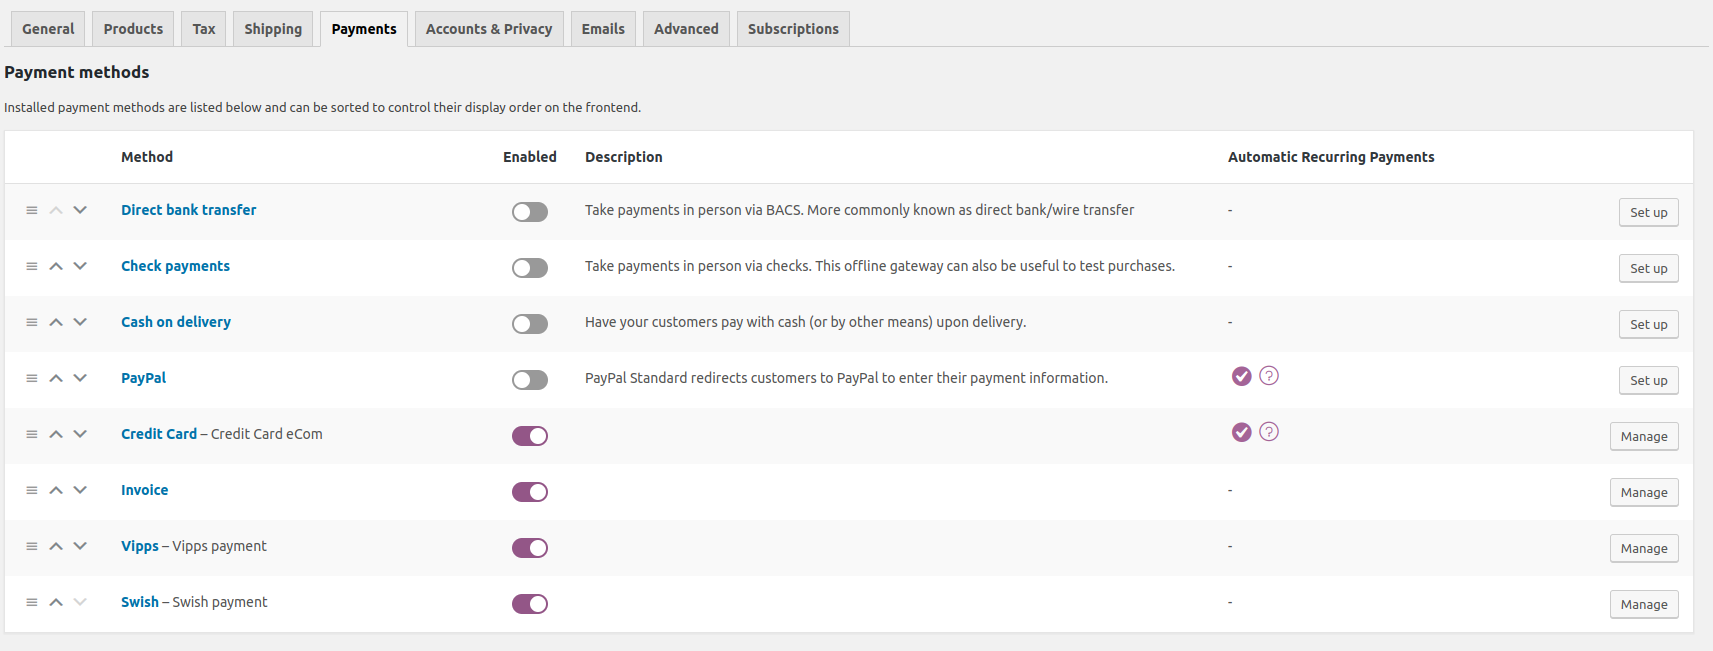 General Products Tax Shipping Payments Accounts & Privacy Emails Advanced Subscriptions
Payment methods
Installed payment methods are listed below and can be sorted to control their display order on the frontend.
Method Enabled Description Automatic Recurring Payments
Direct bank transfer Take payments in person via BACS. More commonly known as direct bank/wire transfer - Set up
Check payments Take payments in person via checks. This offline gateway can also be useful to test purchases. - Set up
Cash on delivery Have your customers pay with cash (or by other means) upon delivery. - Set up
PayPal PayPal Standard redirects customers to PayPal to enter their payment information. ? Set up
Credit Card – Credit Card eCom ? Manage
Invoice - Manage
Vipps – Vipps payment - Manage
Swish – Swish payment - Manage